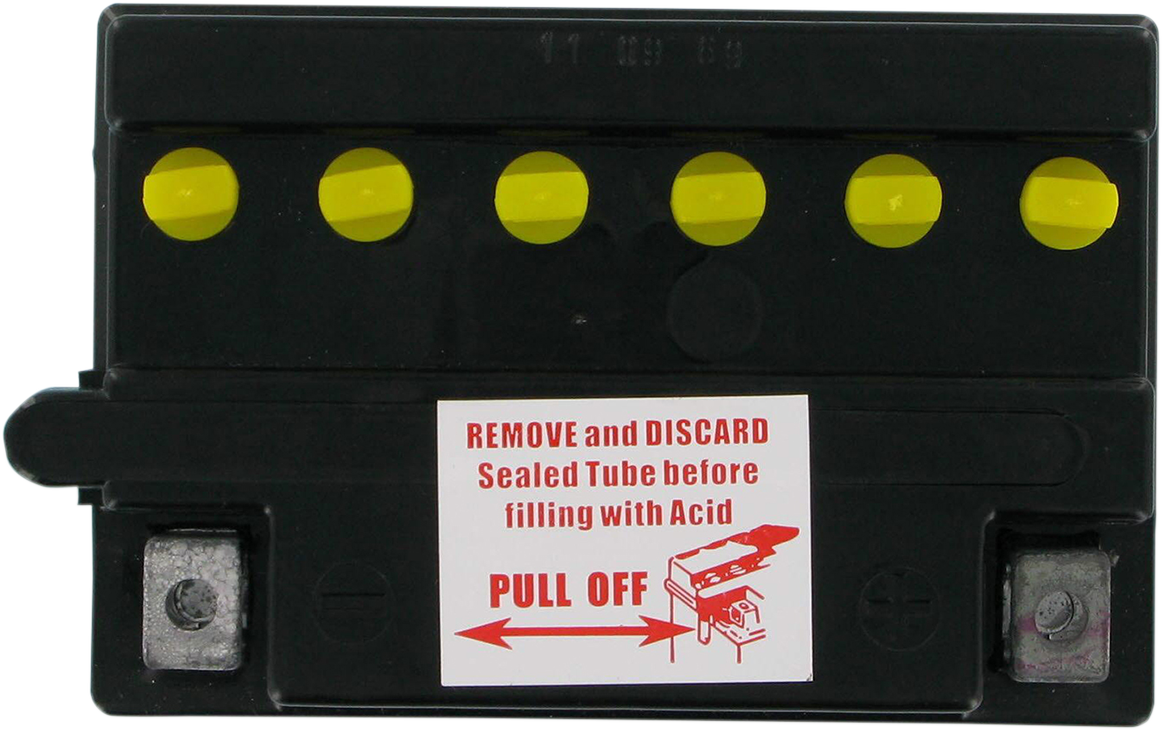 REMOVE and DISCARD
Sealed Tube before
filling with Acid
PULL OFF